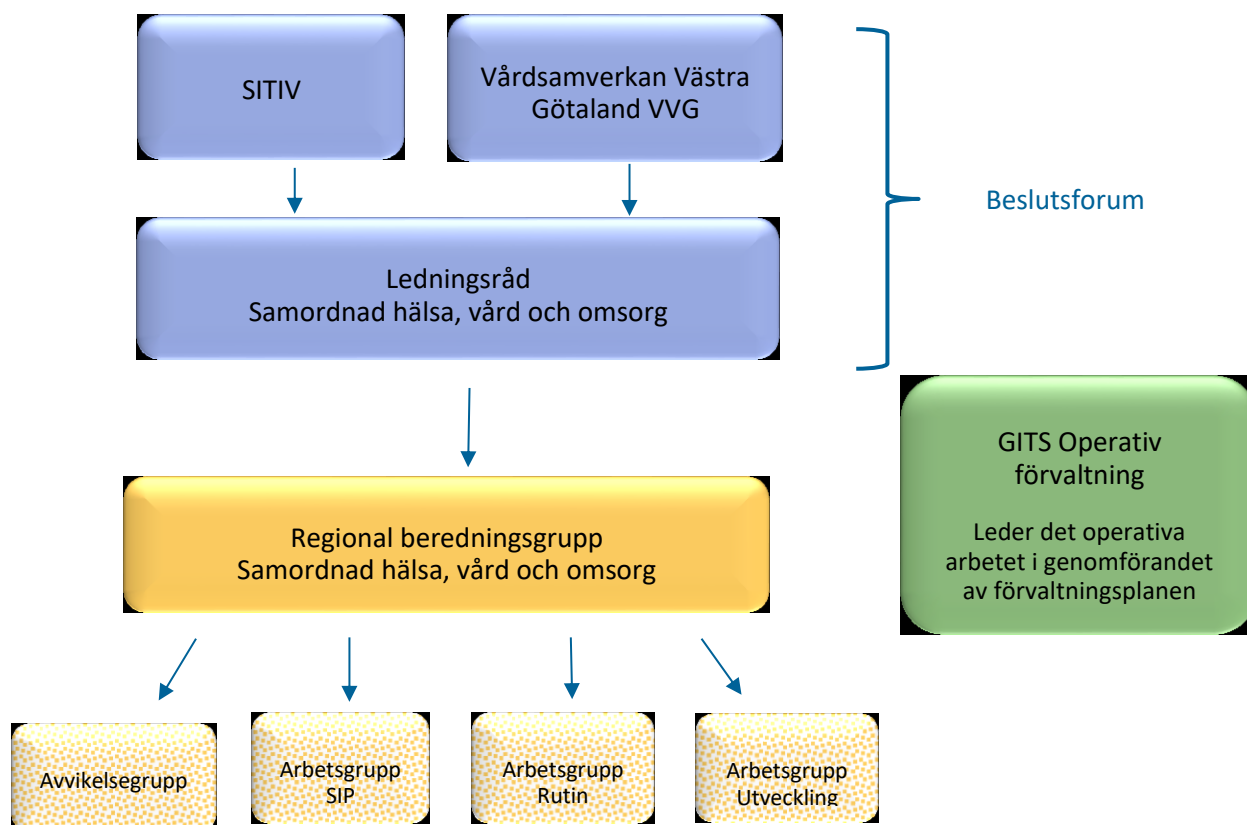 SITIV
Vårdsamverkan Västra
Götaland VVG
Beslutsforum
Ledningsråd
Samordnad hälsa, vård och omsorg
GITS Operativ
förvaltning
Leder det operativa
arbetet i genomförandet
av förvaltningsplanen
Regional beredningsgrupp
Samordnad hälsa, vård och omsorg
Avvikelsegrupp
Arbetsgrupp
SIP
Arbetsgrupp
Rutin
Arbetsgrupp
Utveckling